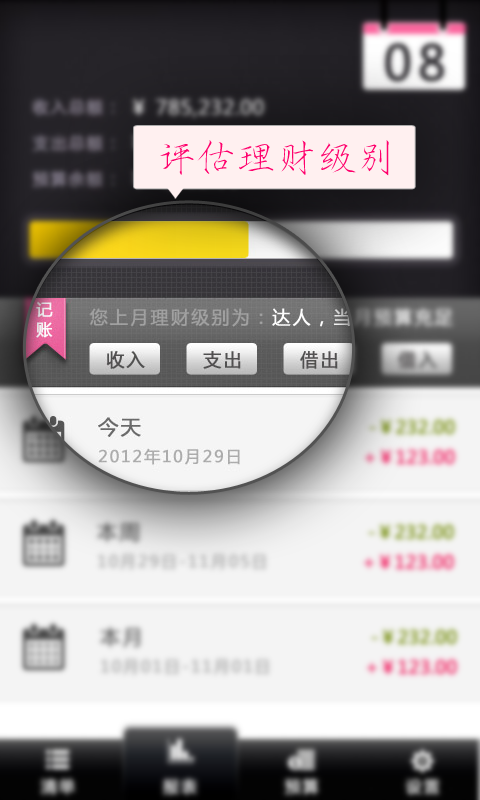 08
收入总额： ¥ 785,232.00
支出总额：
预算余额：
评估理财级别
记账
您上月理财级别为：达人，当月预算充足
收入 支出 借出 借入
今天
- ¥232.00
2012年10月29日
+ ¥123.00
本周
- ¥232.00
10月29日-11月05日
+ ¥123.00
本月
- ¥232.00
10月01日-11月01日
+ ¥123.00
清单 报表 预算 设置